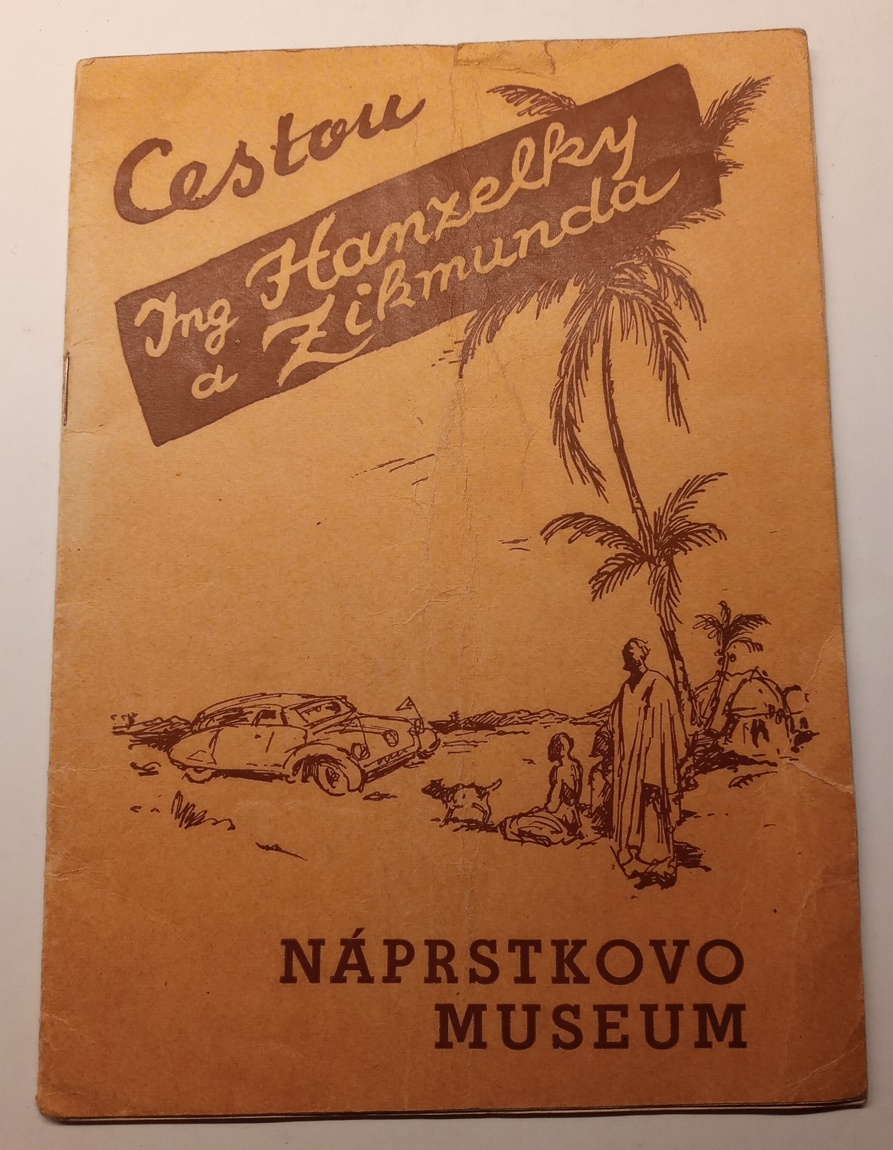 Cestou
Ing Hanzelky
a Zikmunda
NÁPRSTKOVO
MUSEUM